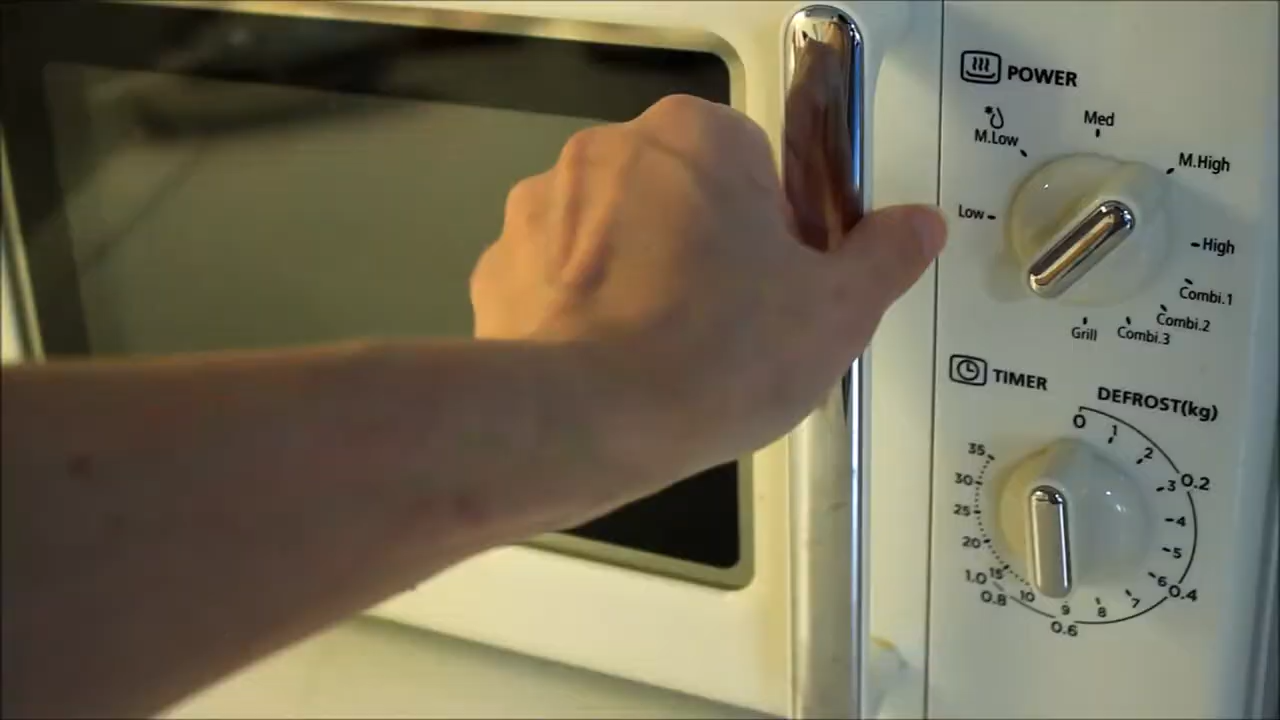 POWER
Med
M.Low
M.High
Low
High
Combi.1
Combi.2
Combi.3
Grill
TIMER
DEFROST(kg)
0
1
2
0.2
3
4
5
6
0.4
7
8
9
0.6
10
0.8
1.0
15
20
25
30
35